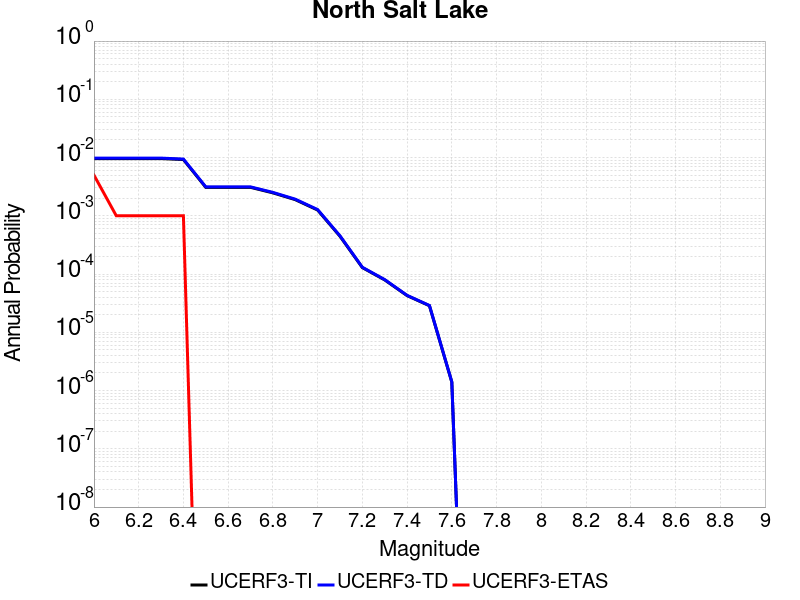 North Salt Lake
10^0
10^-1
10^-2
10^-3
10^-4
10^-5
10^-6
10^-7
10^-8
Annual Probability
6 6.2 6.4 6.6 6.8 7 7.2 7.4 7.6 7.8 8 8.2 8.4 8.6 8.8 9
Magnitude
UCERF3-TI UCERF3-TD UCERF3-ETAS